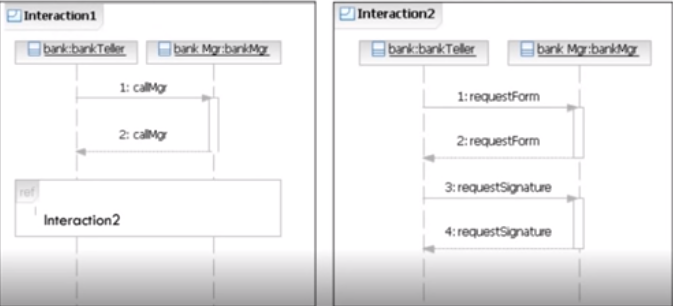 Interaction1
bank:bankTeller
bank Mgr:bankMgr
1: callMgr
2: callMgr
ref
Interaction2
Interaction2
bank:bankTeller
bank Mgr:bankMgr
1: requestForm
2: requestForm
3: requestSignature
4: requestSignature